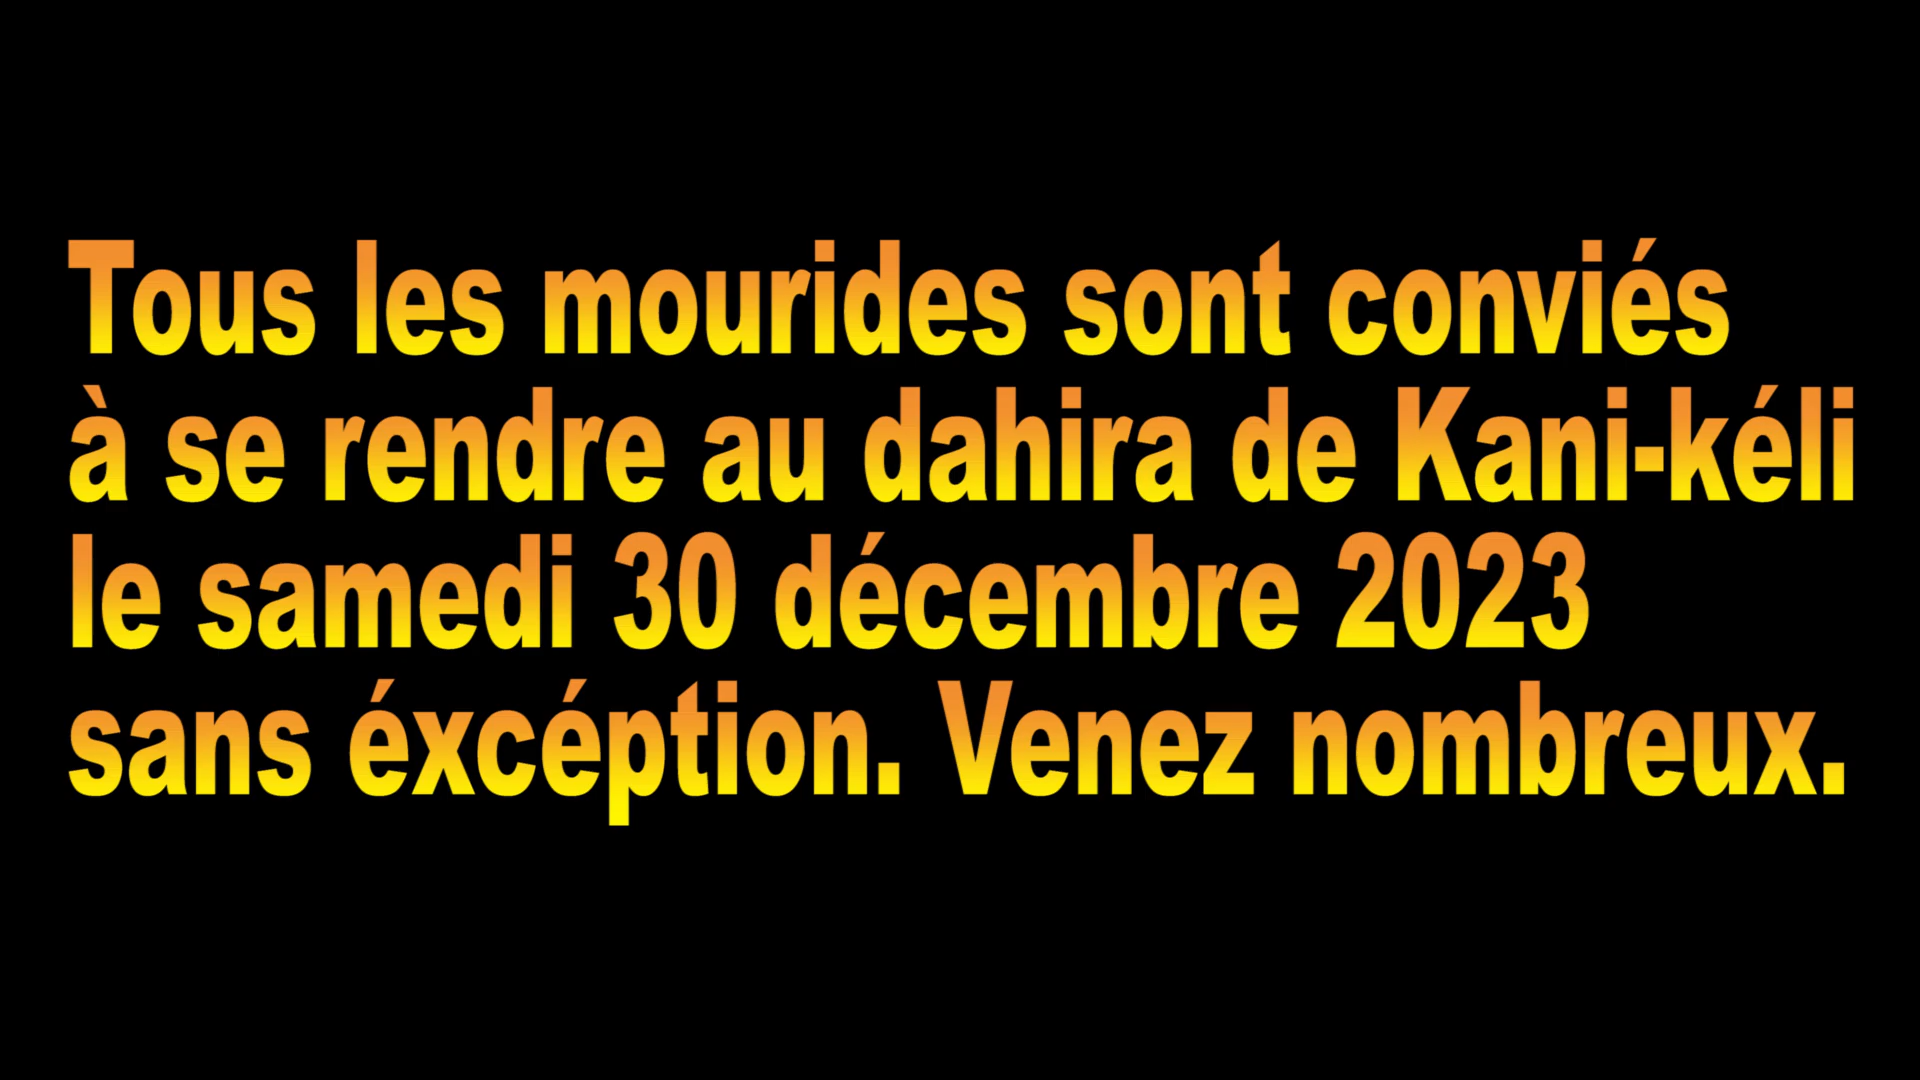 Tous les mourides sont conviés
à se rendre au dahira de Kani-kéli
le samedi 30 décembre 2023
sans éxcéption. Venez nombreux.